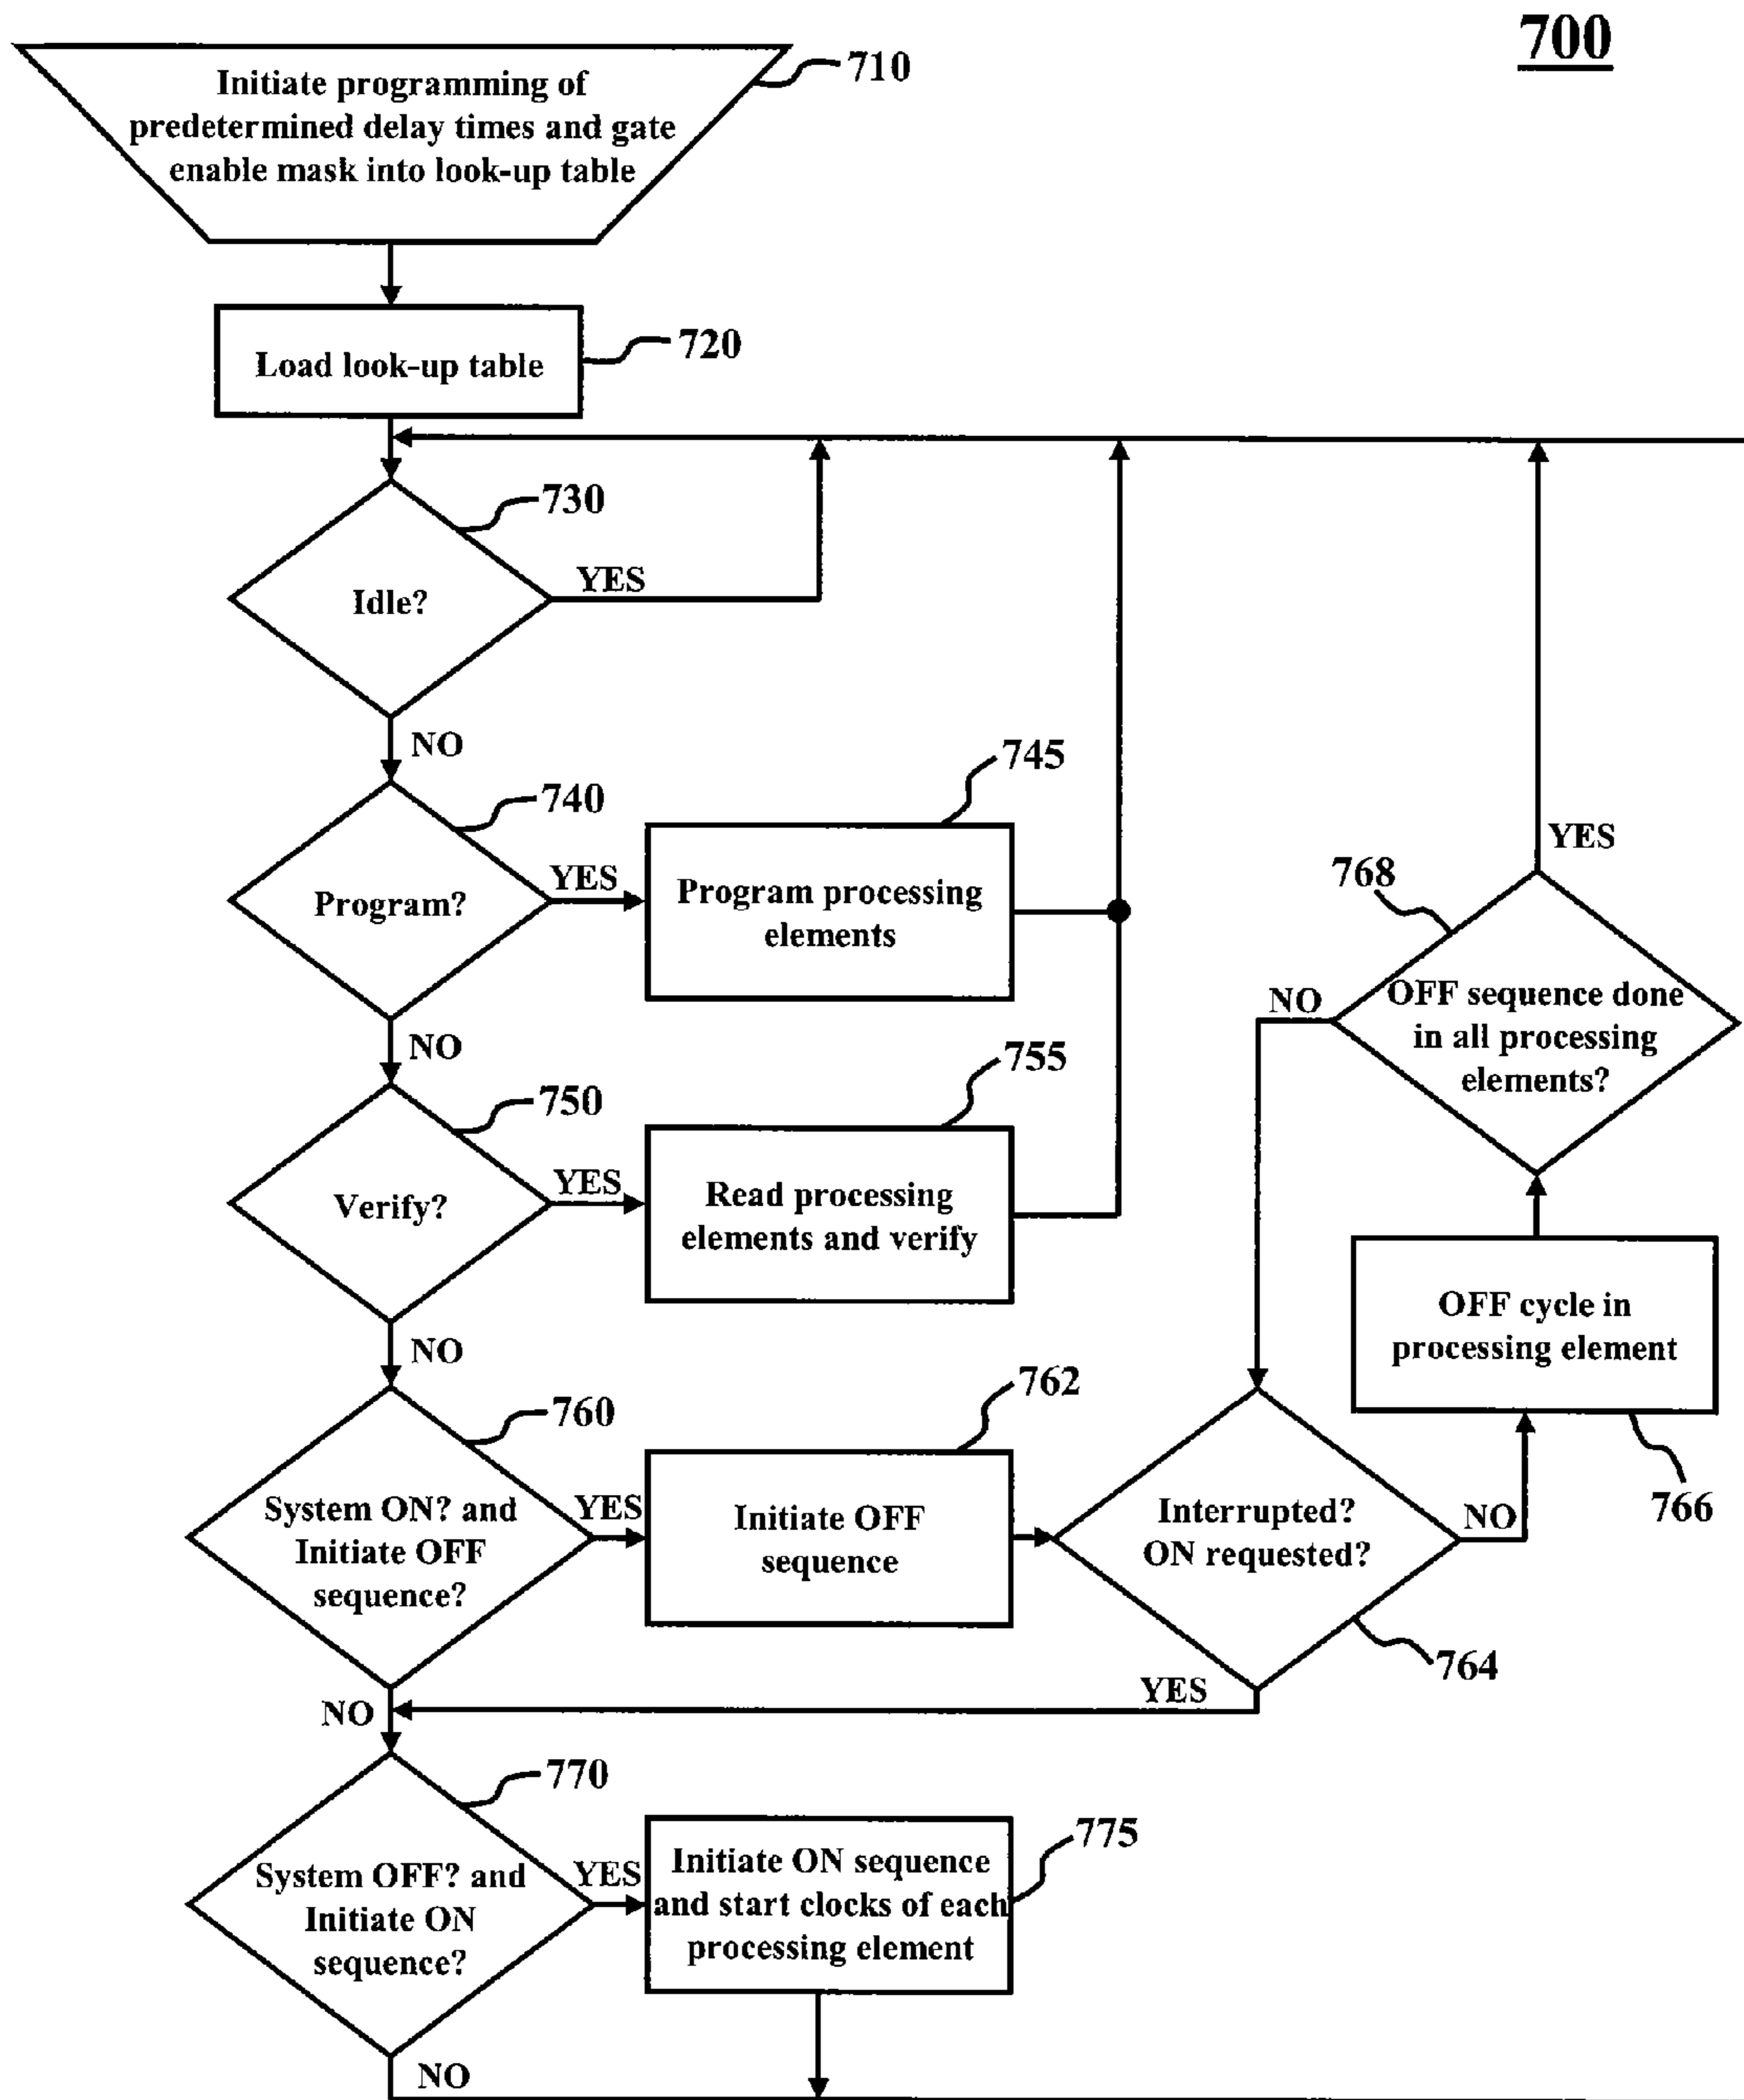 700
710
Initiate programming of
predetermined delay times and gate
enable mask into look-up table
Load look-up table
720
730
Idle?
YES
NO
740
745
Program?
YES
Program processing
elements
NO
750
755
Verify?
YES
Read processing
elements and verify
NO
760
762
System ON? and
Initiate OFF
sequence?
YES
Initiate OFF
sequence
Interrupted?
ON requested?
NO
764
YES
OFF cycle in
processing element
766
768
OFF sequence done
in all processing
elements?
YES
NO
NO
770
System OFF? and
Initiate ON
sequence?
YES
775
Initiate ON sequence
and start clocks of each
processing element
NO